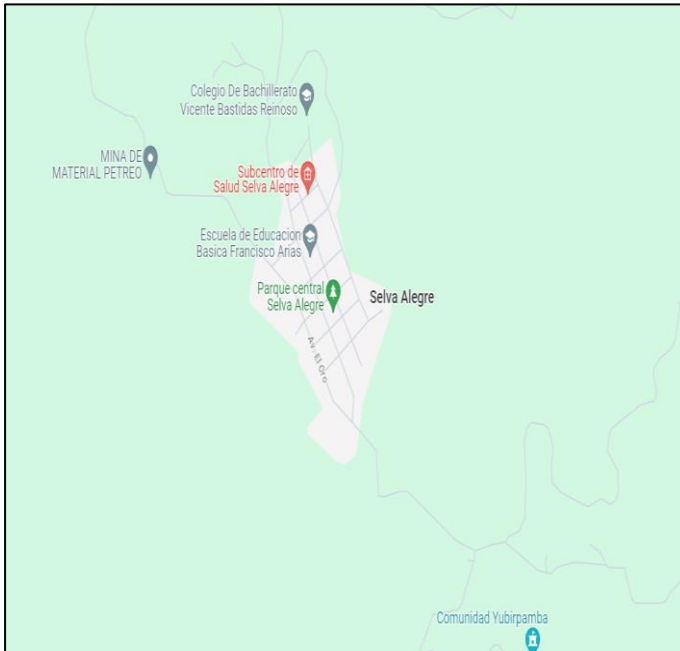 Colegio De Bachillerato
Vicente Bastidas Reinoso
MINA DE
MATERIAL PETREO
Subcentro de
Salud Selva Alegre
Escuela de Educacion
Basica Francisco Arias
Parque central
Selva Alegre
Selva Alegre
Av. El Oro
Comunidad Yubirpamba